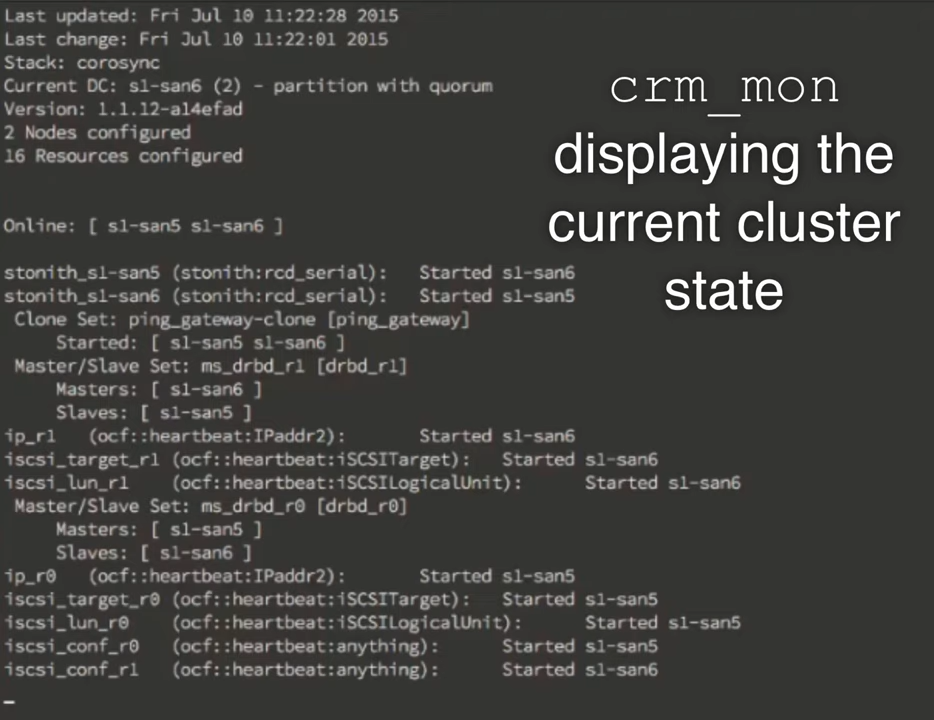 Last updated: Fri Jul 10 11:22:28 2015
Last change: Fri Jul 10 11:22:01 2015
Stack: corosync
Current DC: s1-san6 (2) - partition with quorum
Version: 1.1.12-a14efad
2 Nodes configured
16 Resources configured
Online: [ s1-san5 s1-san6 ]
stonith_s1-san5 (stonith:rcd_serial): Started s1-san6
stonith_s1-san6 (stonith:rcd_serial): Started s1-san5
Clone Set: ping_gateway-clone [ping_gateway]
Started: [ s1-san5 s1-san6 ]
Master/Slave Set: ms_drbd_r1 [drbd_r1]
Masters: [ s1-san6 ]
Slaves: [ s1-san5 ]
ip_r1 (ocf::heartbeat:IPaddr2): Started s1-san6
iscsi_target_r1 (ocf::heartbeat:iSCSITarget): Started s1-san6
iscsi_lun_r1 (ocf::heartbeat:iSCSILogicalUnit): Started s1-san6
Master/Slave Set: ms_drbd_r0 [drbd_r0]
Masters: [ s1-san5 ]
Slaves: [ s1-san6 ]
ip_r0 (ocf::heartbeat:IPaddr2): Started s1-san5
iscsi_target_r0 (ocf::heartbeat:iSCSITarget): Started s1-san5
iscsi_lun_r0 (ocf::heartbeat:iSCSILogicalUnit): Started s1-san5
iscsi_conf_r0 (ocf::heartbeat:anything): Started s1-san5
iscsi_conf_r1 (ocf::heartbeat:anything): Started s1-san6
crm_mon
displaying the
current cluster
state